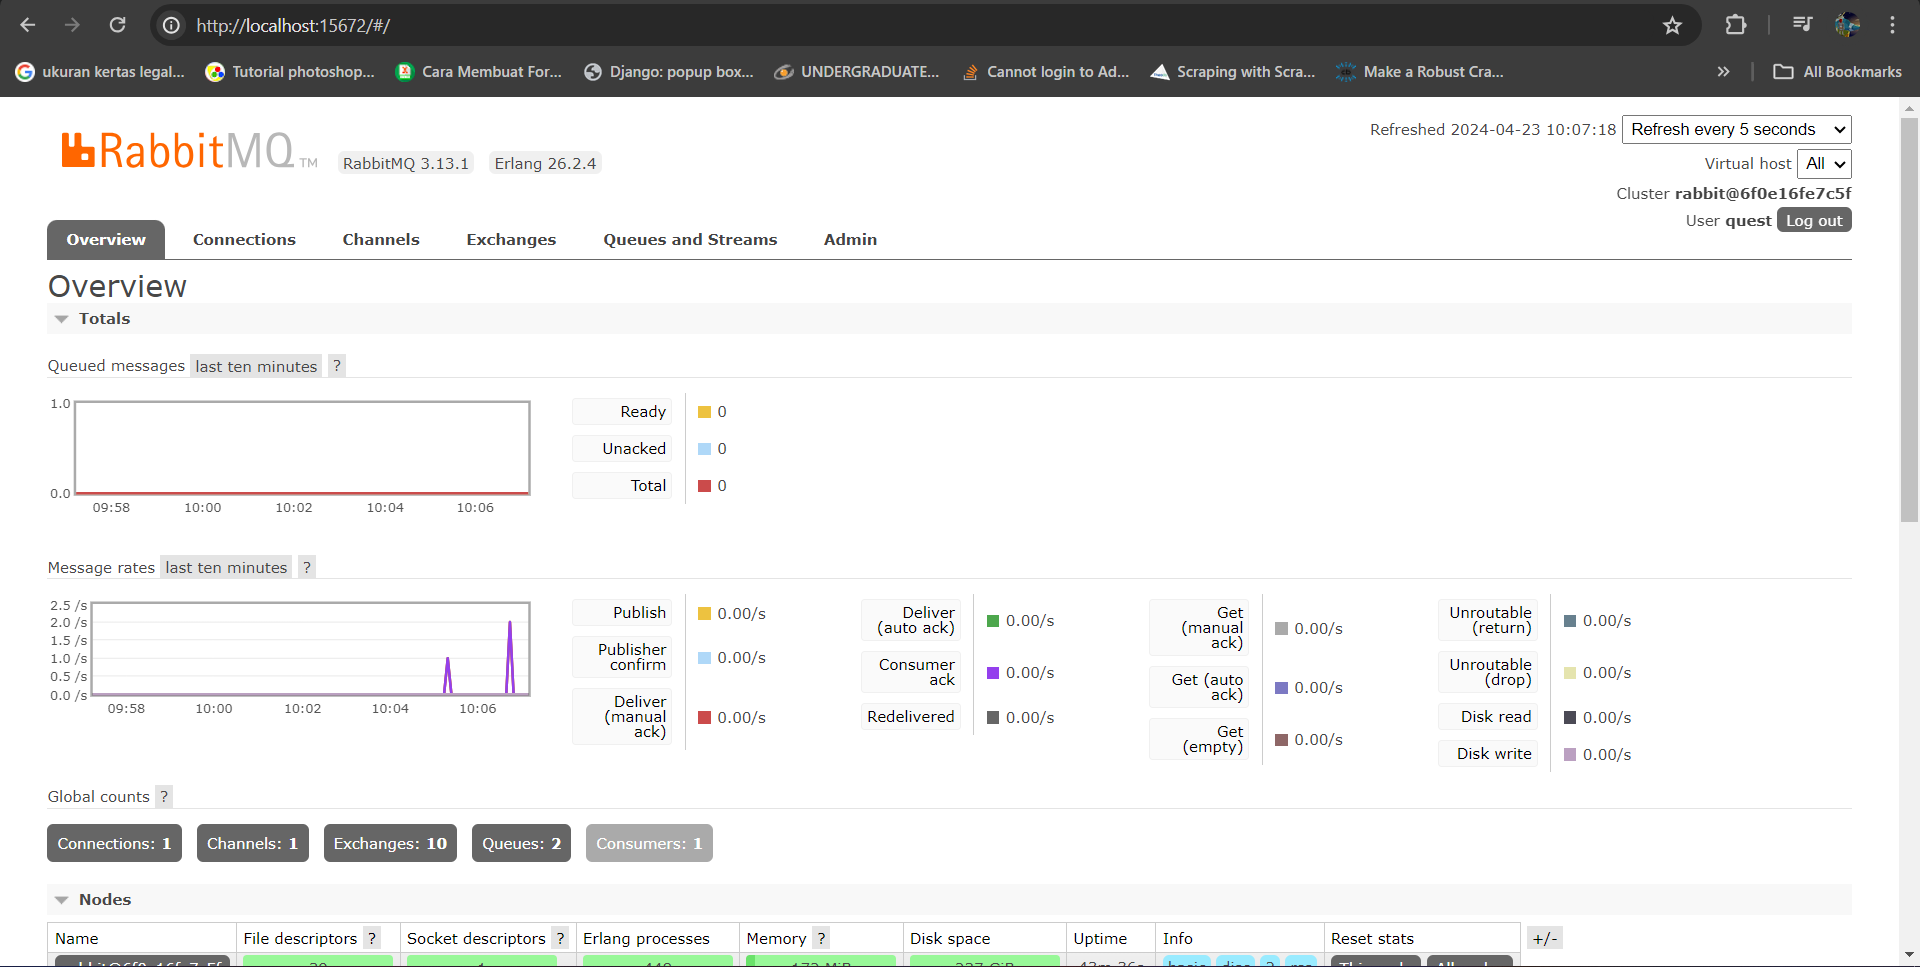 http://localhost:15672/#/
ukuran kertas legal...
Tutorial photoshop...
Cara Membuat For...
Django: popup box...
UNDERGRADUATE...
Cannot login to Ad...
Scraping with Scra...
Make a Robust Cra...
»
All Bookmarks
RabbitMQ TM
RabbitMQ 3.13.1
Erlang 26.2.4
Refreshed 2024-04-23 10:07:18
Refresh every 5 seconds
Virtual host
All
Cluster rabbit@6f0e16fe7c5f
User quest
Log out
Overview
Connections
Channels
Exchanges
Queues and Streams
Admin
Overview
Totals
Queued messages last ten minutes ?
1.0
0.0
09:58
10:00
10:02
10:04
10:06
Ready
0
Unacked
0
Total
0
Message rates last ten minutes ?
2.5 /s
2.0 /s
1.5 /s
1.0 /s
0.5 /s
0.0 /s
09:58
10:00
10:02
10:04
10:06
Publish
0.00/s
Publisher
confirm
0.00/s
Deliver
(manual
ack)
0.00/s
Deliver
(auto ack)
0.00/s
Consumer
ack
0.00/s
Redelivered
0.00/s
Get
(manual
ack)
0.00/s
Get (auto
ack)
0.00/s
Get
(empty)
0.00/s
Unroutable
(return)
0.00/s
Unroutable
(drop)
0.00/s
Disk read
0.00/s
Disk write
0.00/s
Global counts ?
Connections: 1
Channels: 1
Exchanges: 10
Queues: 2
Consumers: 1
Nodes
Name
File descriptors ?
Socket descriptors ?
Erlang processes
Memory ?
Disk space
Uptime
Info
Reset stats
+/-